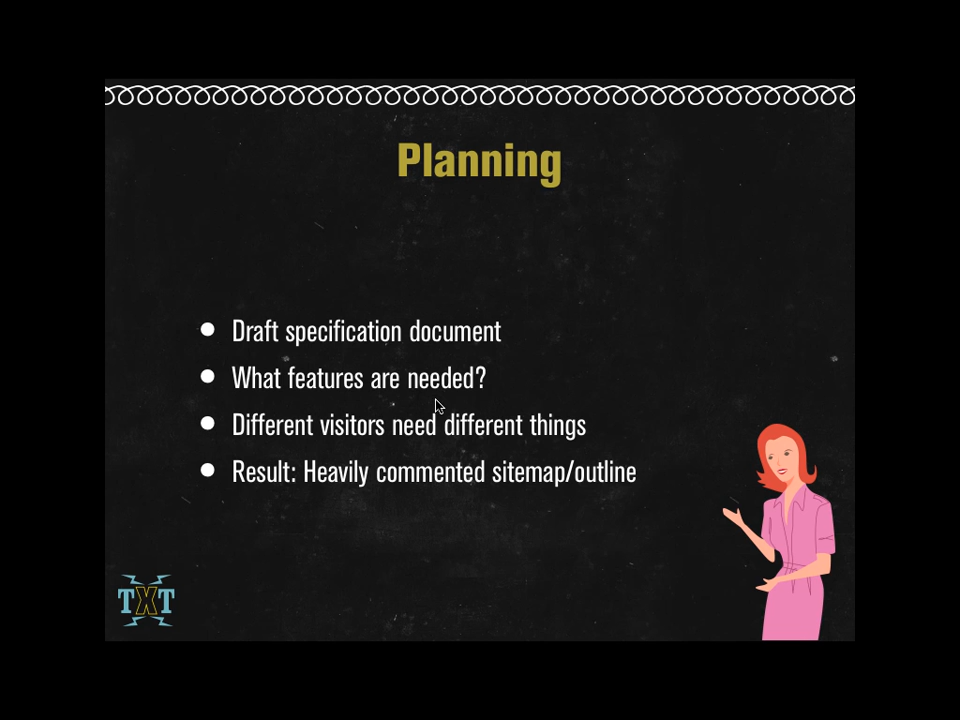 Planning
Draft specification document
What features are needed?
Different visitors need different things
Result: Heavily commented sitemap/outline
TXT